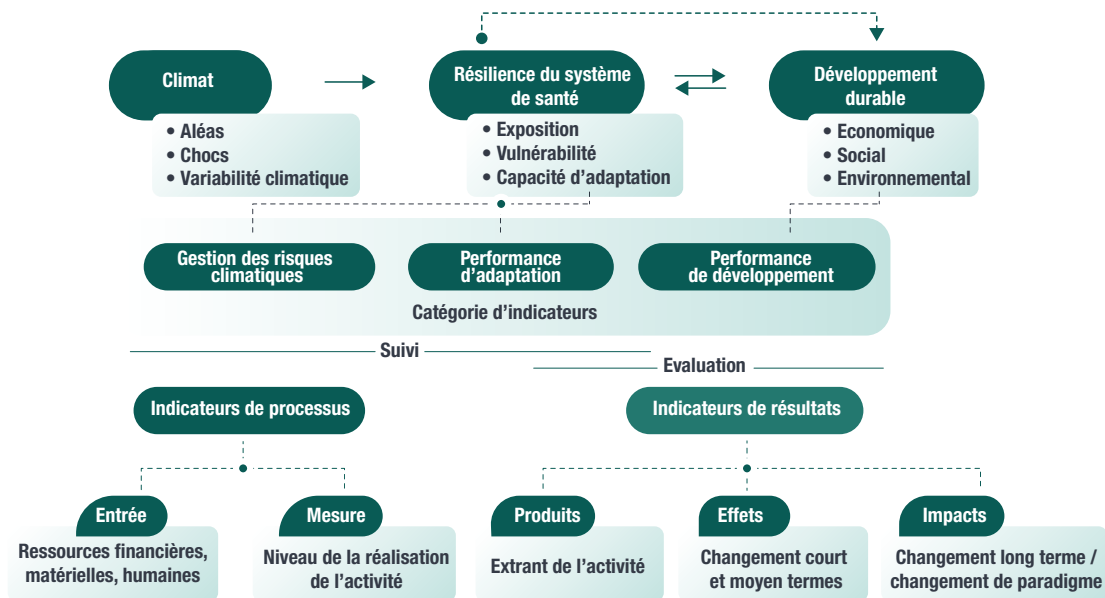 Climat
• Aléas
• Chocs
• Variabilité climatique
Résilience du système
de santé
• Exposition
• Vulnérabilité
• Capacité d'adaptation
Développement
durable
• Economique
• Social
• Environnemental
Gestion des risques
climatiques
Performance
d'adaptation
Performance
de développement
Catégorie d'indicateurs
Suivi
Evaluation
Indicateurs de processus
Indicateurs de résultats
Entrée
Ressources financières,
matérielles, humaines
Mesure
Niveau de la réalisation
de l'activité
Produits
Extrant de l'activité
Effets
Changement court
et moyen termes
Impacts
Changement long terme /
changement de paradigme